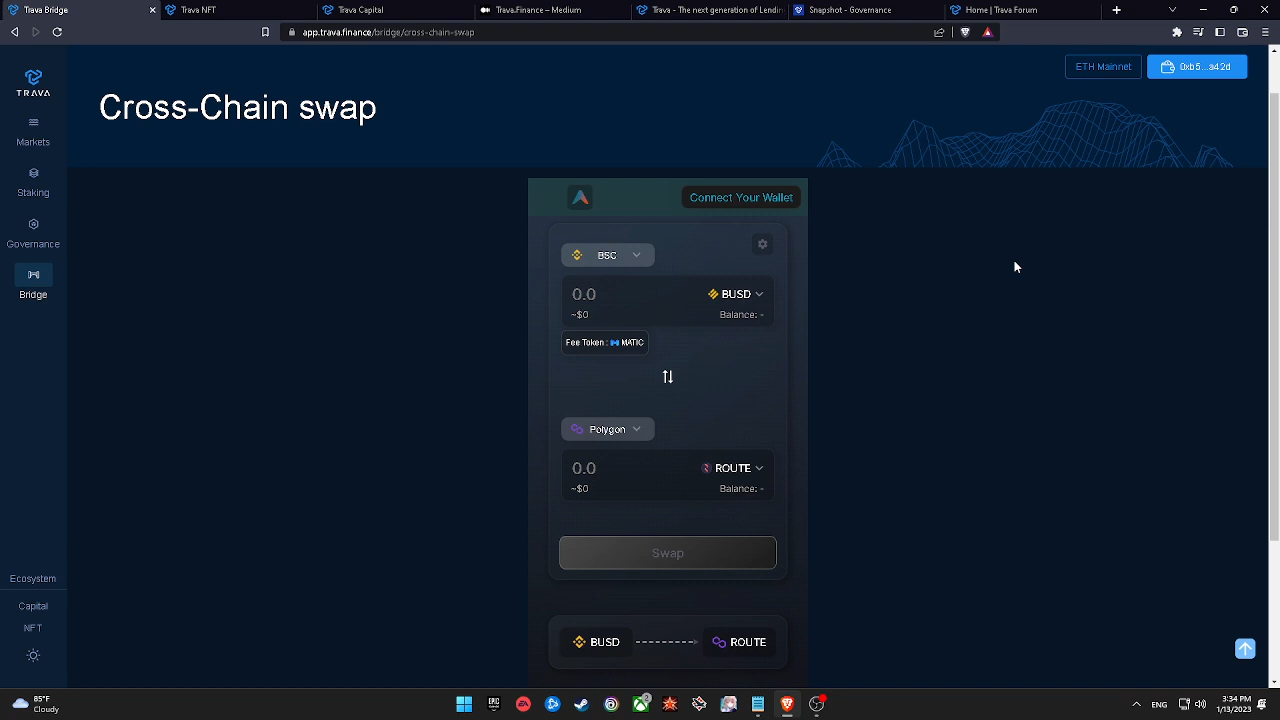 Trava Bridge
Trava NFT
Trava Capital
Trava.Finance – Medium
Trava - The next generation of Lendin
Snapshot - Governance
Home | Trava Forum
app.trava.finance/bridge/cross-chain-swap
TRAVA
Markets
Staking
Governance
Bridge
Ecosystem
Capital
NFT
ETH Mainnet
0xb5...a42d
Cross-Chain swap
Connect Your Wallet
BSC
0.0
BUSD
~$0
Balance: -
Fee Token : MATIC
Polygon
0.0
ROUTE
~$0
Balance: -
Swap
BUSD
ROUTE
85°F
Cloudy
EPIC
EA
2
ENG
3:34 PM
1/13/2023